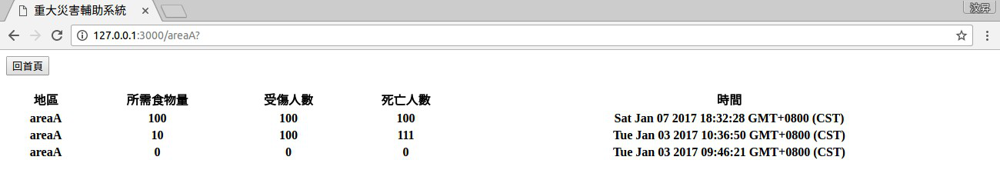 重大災害輔助系統
汶昇
127.0.0.1:3000/areaA?
回首頁
地區 所需食物量 受傷人數 死亡人數 時間
areaA 100 100 100 Sat Jan 07 2017 18:32:28 GMT+0800 (CST)
areaA 10 100 111 Tue Jan 03 2017 10:36:50 GMT+0800 (CST)
areaA 0 0 0 Tue Jan 03 2017 09:46:21 GMT+0800 (CST)